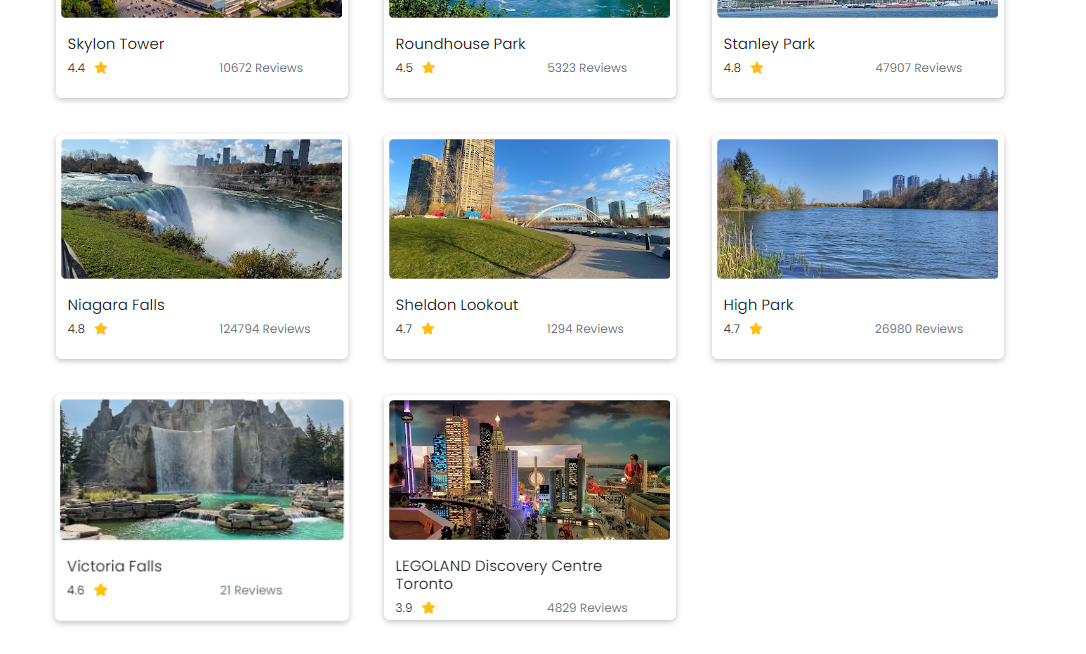 Skylon Tower
4.4
10672 Reviews
Roundhouse Park
4.5
5323 Reviews
Stanley Park
4.8
47907 Reviews
Niagara Falls
4.8
124794 Reviews
Sheldon Lookout
4.7
1294 Reviews
High Park
4.7
26980 Reviews
Victoria Falls
4.6
21 Reviews
LEGOLAND Discovery Centre
Toronto
3.9
4829 Reviews